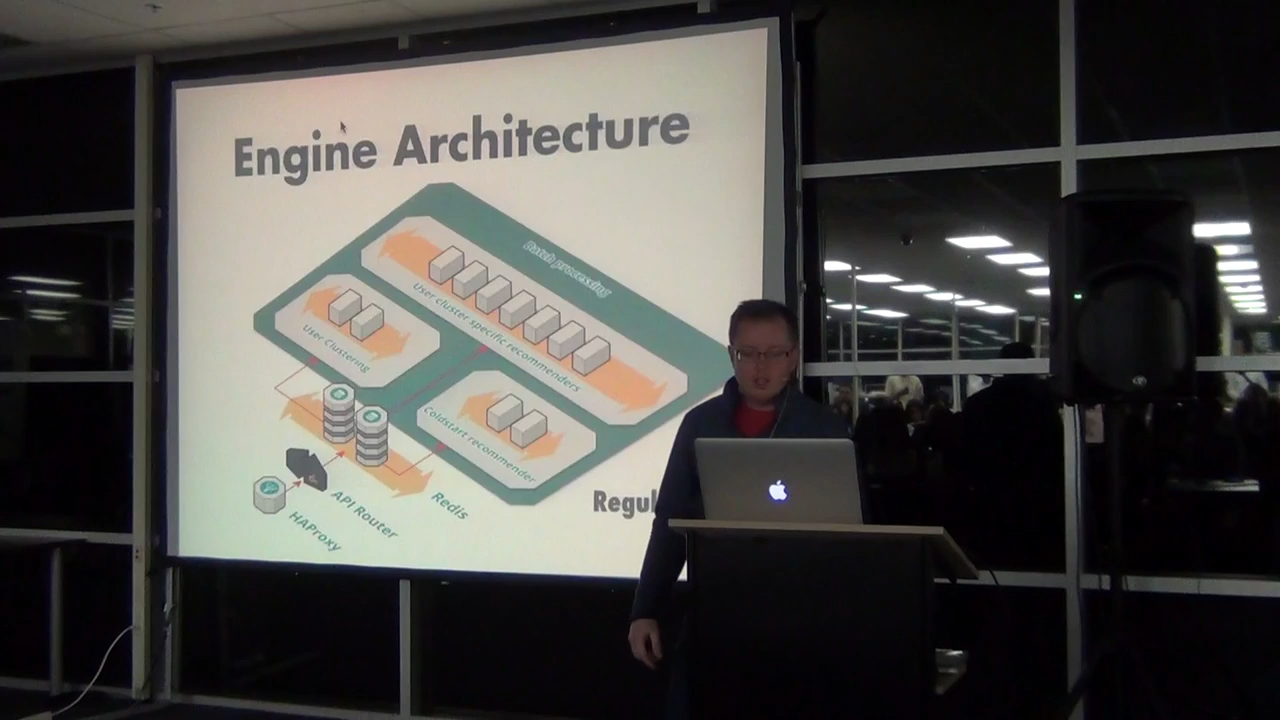 Engine Architecture
Batch processing
User cluster specific recommenders
User Clustering
Coldstart recommender
Redis
API Router
HAProxy
Regul